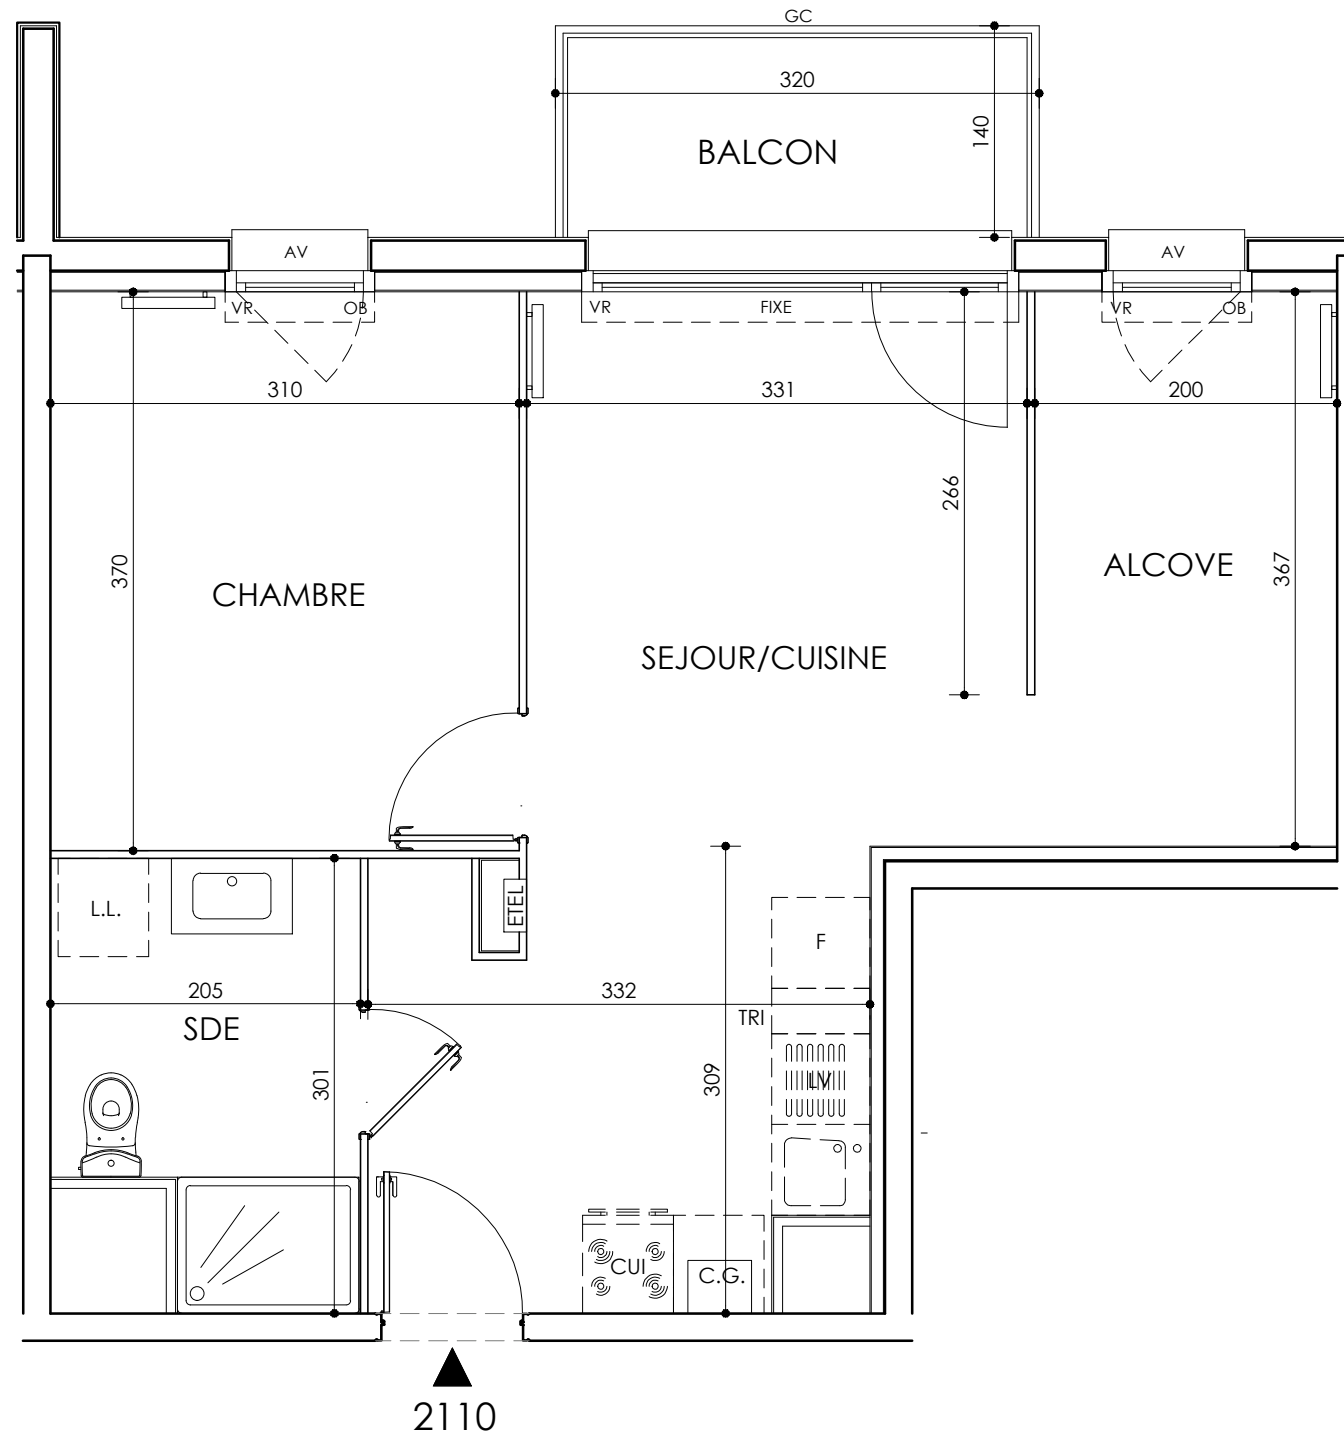 GC
320
140
BALCON
AV
AV
VR
OB
VR
FIXE
VR
OB
310
331
200
266
370
367
CHAMBRE
ALCOVE
SEJOUR/CUISINE
L.L.
ETEL
F
205
332
SDE
TRI
301
309
LV
CUI
C.G.
2110